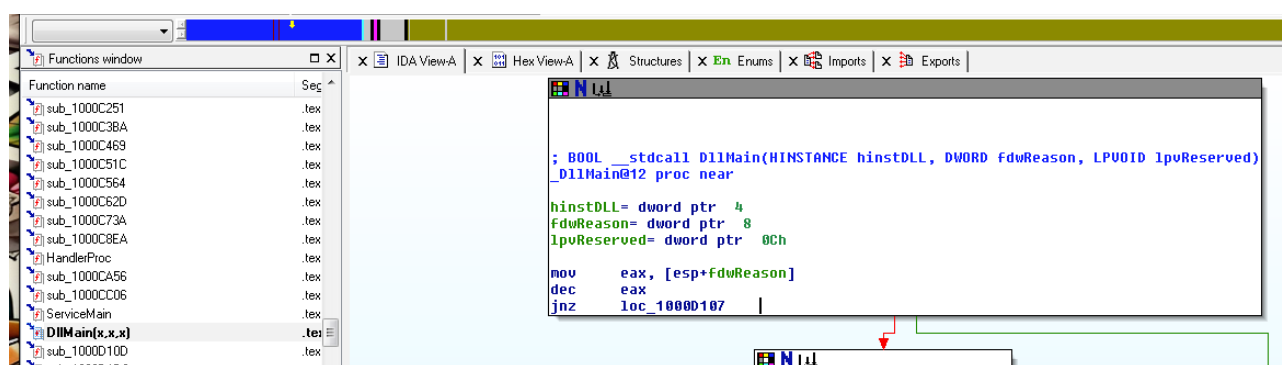 Functions window
IDA View-A
Hex View-A
Structures
En Enums
Imports
Exports
Function name
Seg
sub_1000C251 .tex
sub_1000C3BA .tex
sub_1000C469 .tex
sub_1000C51C .tex
sub_1000C564 .tex
sub_1000C62D .tex
sub_1000C73A .tex
sub_1000C8EA .tex
HandlerProc .tex
sub_1000CA56 .tex
sub_1000CC06 .tex
ServiceMain .tex
DllMain(x,x,x) .tex
sub_1000D10D .tex
; BOOL __stdcall DllMain(HINSTANCE hinstDLL, DWORD fdwReason, LPVOID lpvReserved)
_DllMain@12 proc near
hinstDLL= dword ptr 4
fdwReason= dword ptr 8
lpvReserved= dword ptr 0Ch
mov eax, [esp+fdwReason]
dec eax
jnz loc_1000D107